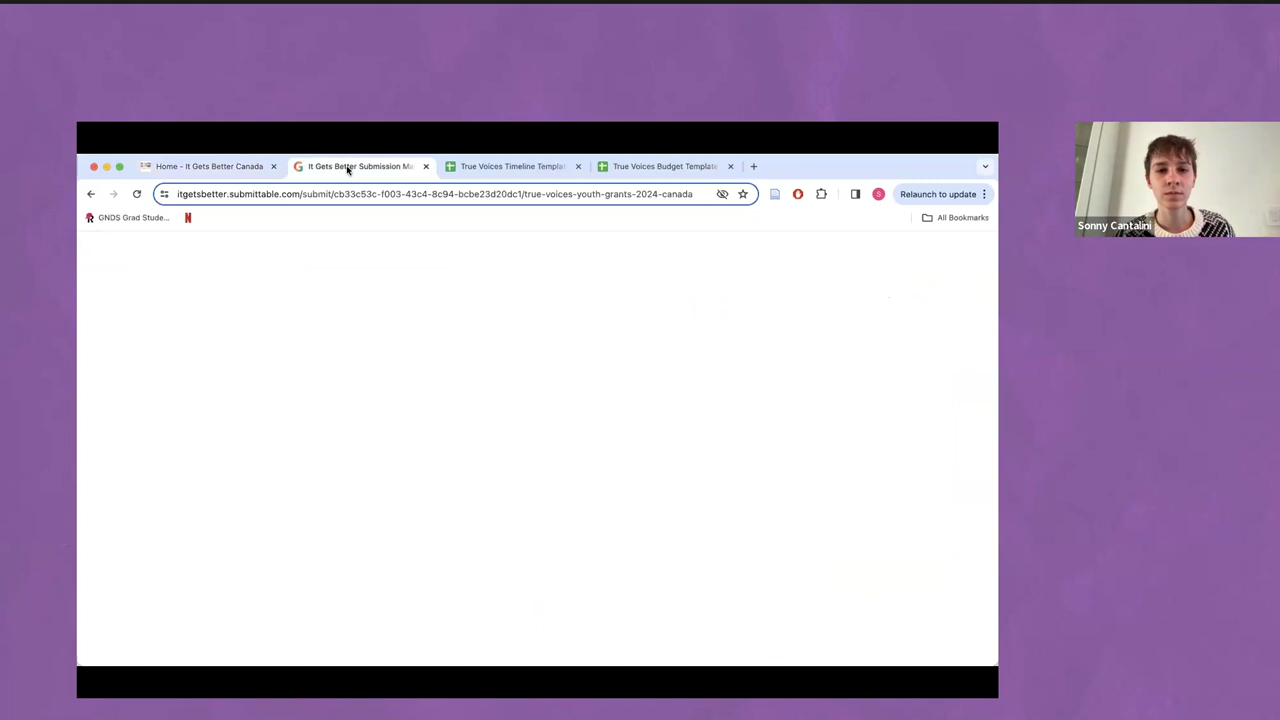 Home - It Gets Better Canada
It Gets Better Submission Ma
True Voices Timeline Templat
True Voices Budget Template
itgetsbetter.submittable.com/submit/cb33c53c-f003-43c4-8c94-bcbe23d20dc1/true-voices-youth-grants-2024-canada
S
Relaunch to update
GNDS Grad Stude...
N
All Bookmarks
Sonny Cantalini